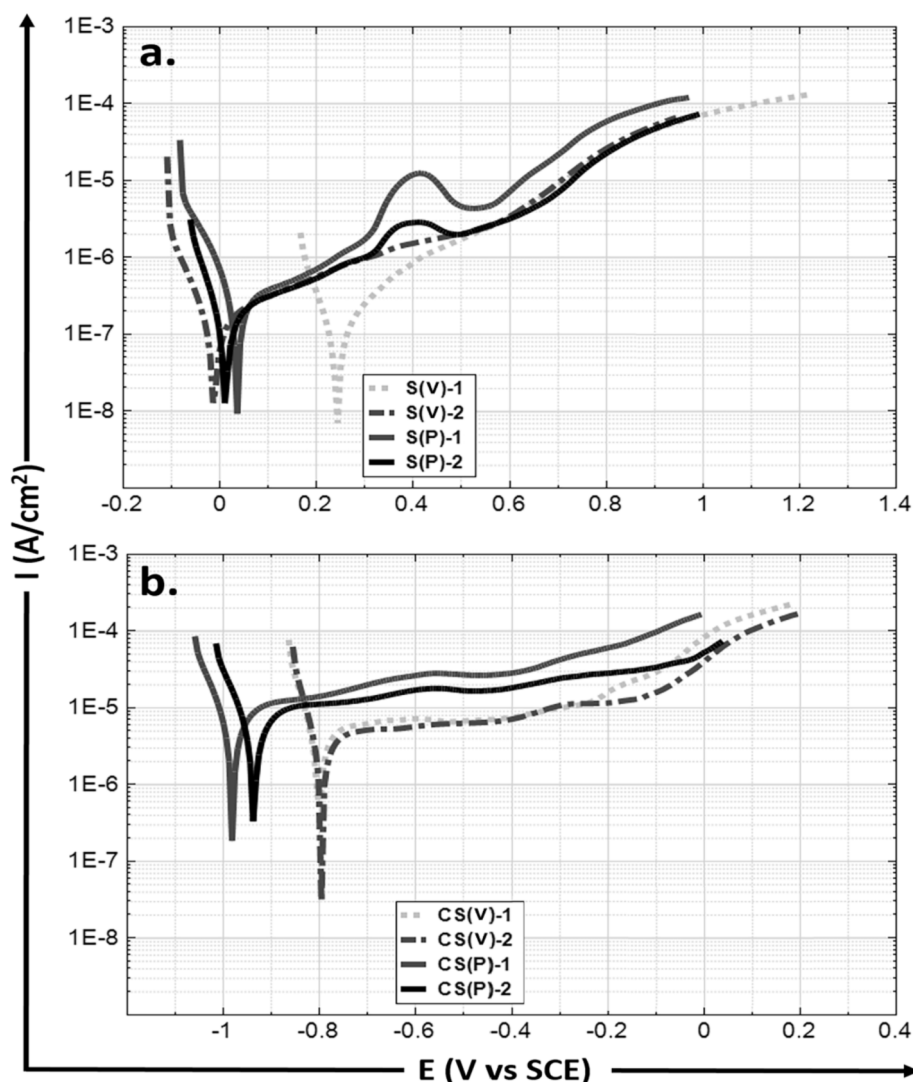 a.
1E-3
1E-4
1E-5
1E-6
1E-7
1E-8
S(V)-1
S(V)-2
S(P)-1
S(P)-2
-0.2 0 0.2 0.4 0.6 0.8 1 1.2 1.4
I (A/cm²)
b.
1E-3
1E-4
1E-5
1E-6
1E-7
1E-8
CS(V)-1
CS(V)-2
CS(P)-1
CS(P)-2
-1 -0.8 -0.6 -0.4 -0.2 0 0.2 0.4
E (V vs SCE)